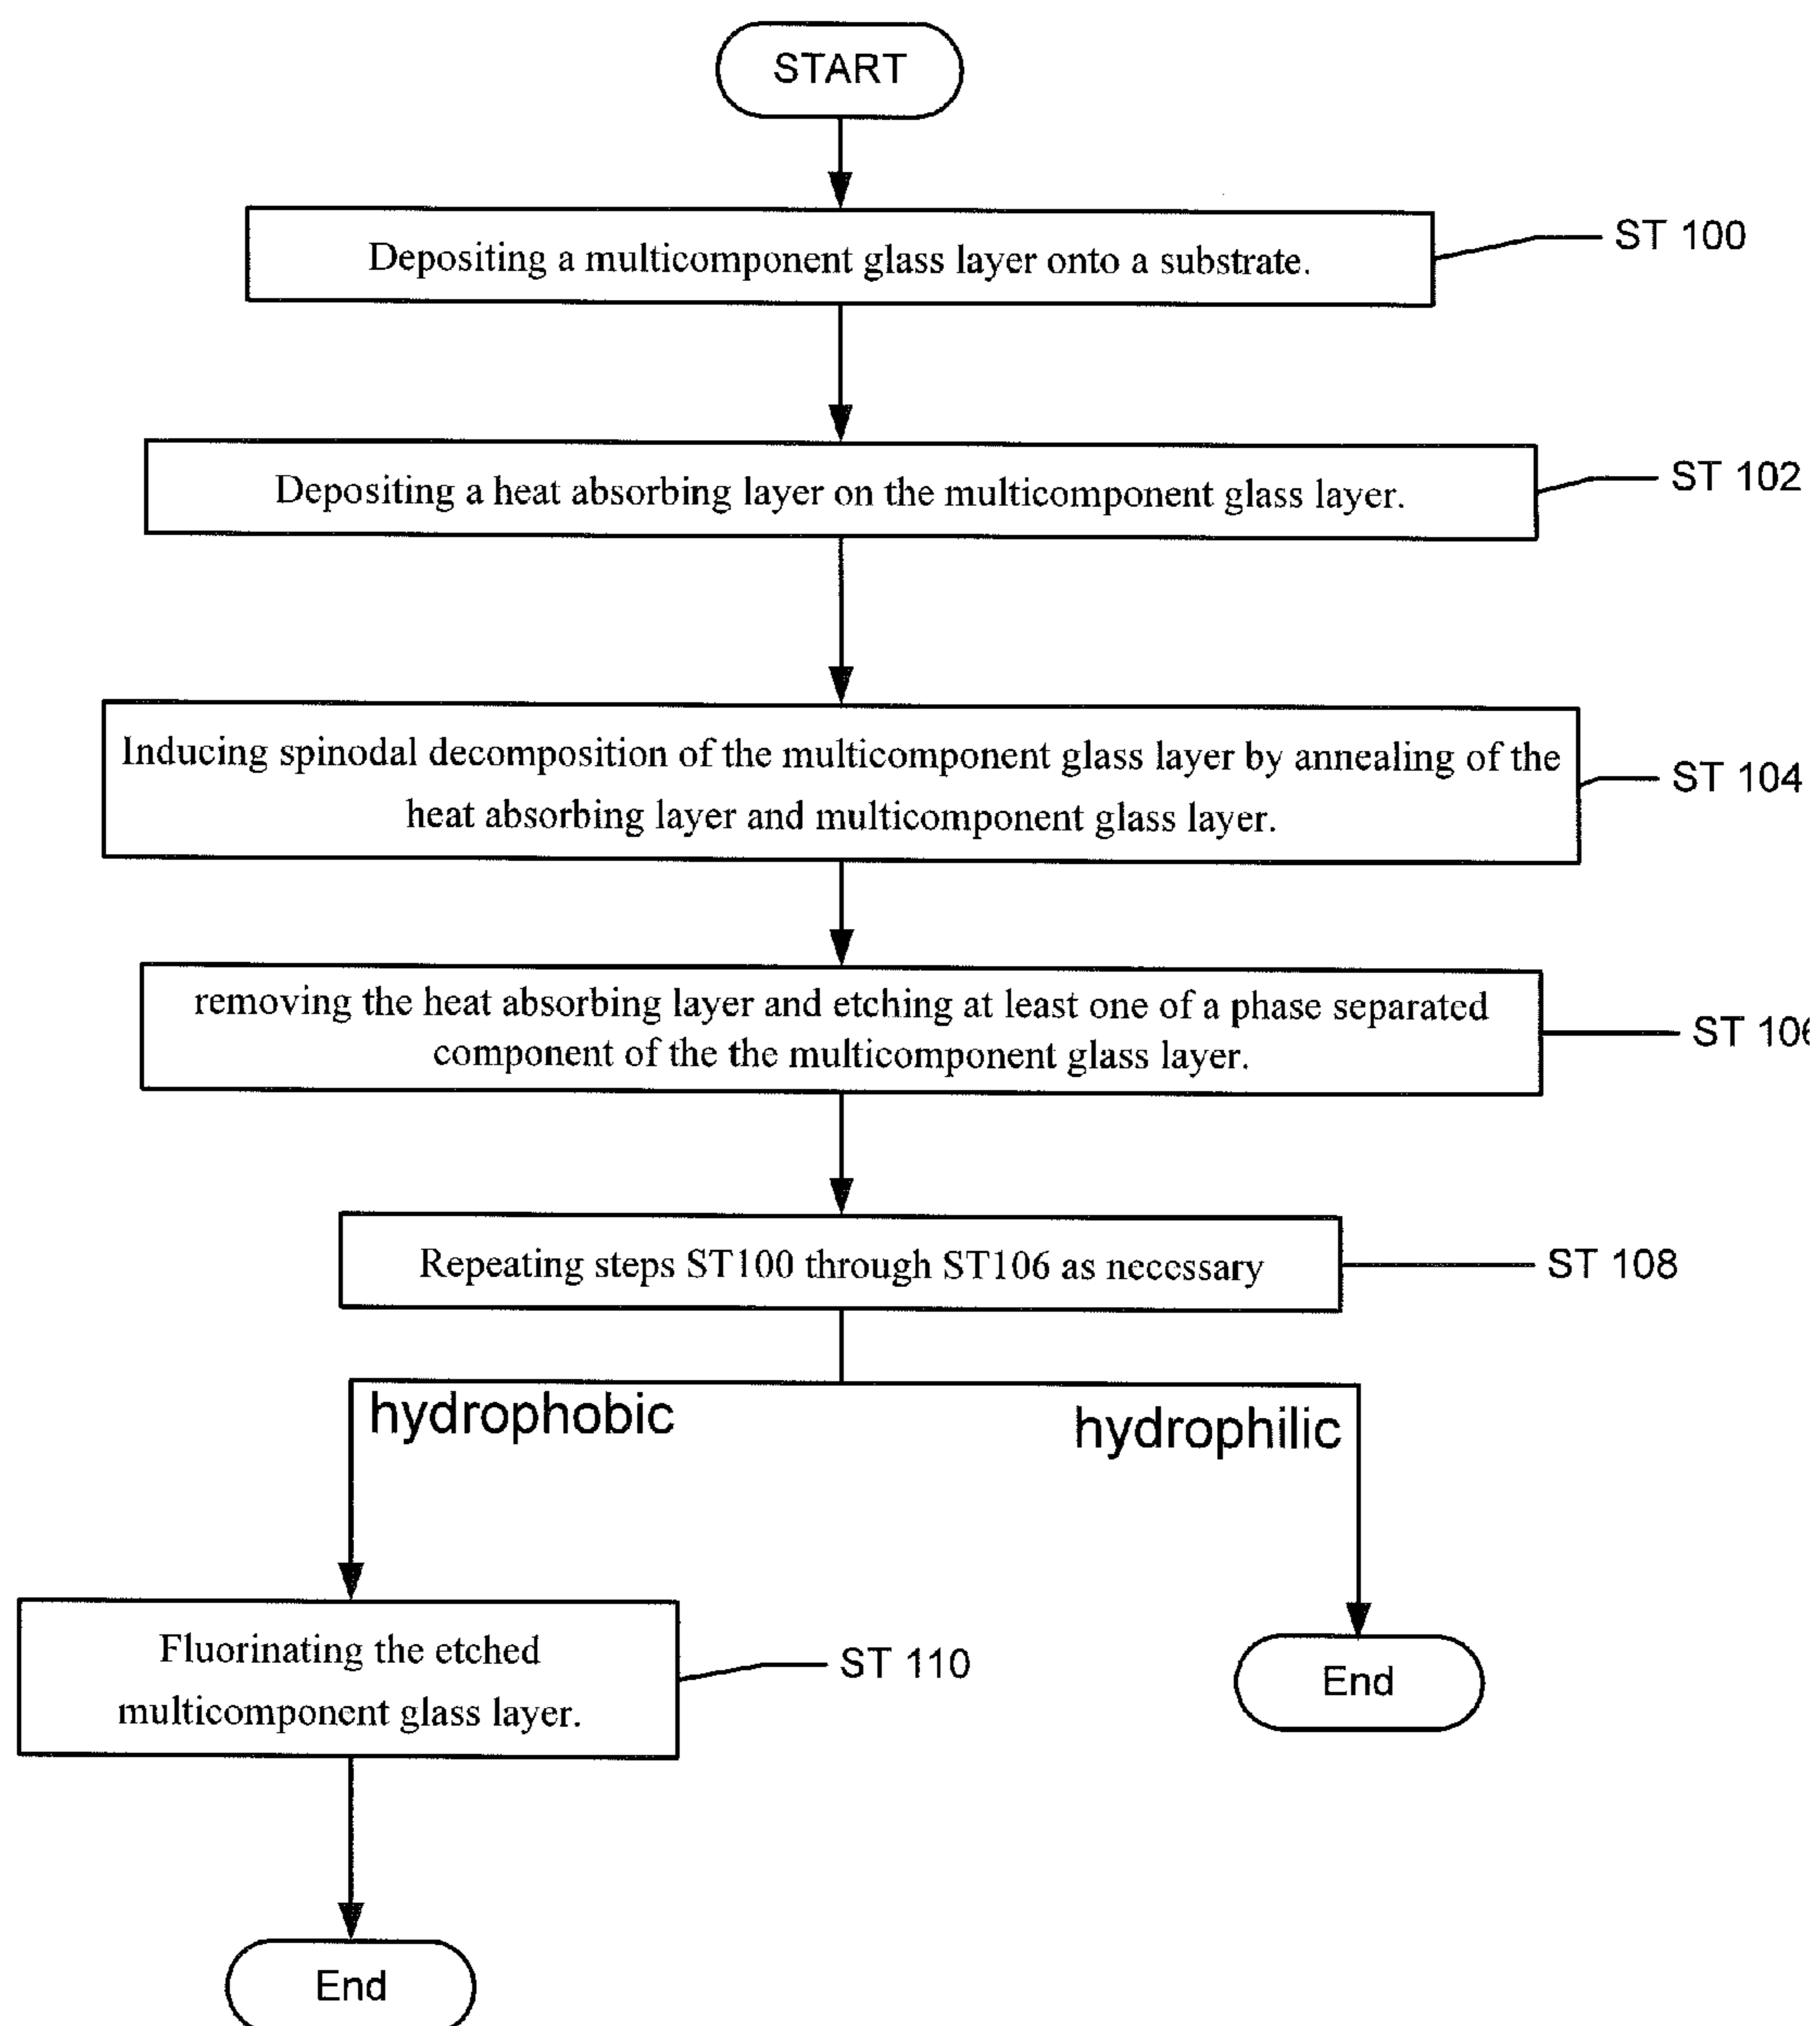 START
Depositing a multicomponent glass layer onto a substrate.
ST 100
Depositing a heat absorbing layer on the multicomponent glass layer.
ST 102
Inducing spinodal decomposition of the multicomponent glass layer by annealing of the
heat absorbing layer and multicomponent glass layer.
ST 104
removing the heat absorbing layer and etching at least one of a phase separated
component of the the multicomponent glass layer.
ST 106
Repeating steps ST100 through ST106 as necessary
ST 108
hydrophobic
hydrophilic
Fluorinating the etched
multicomponent glass layer.
ST 110
End
End